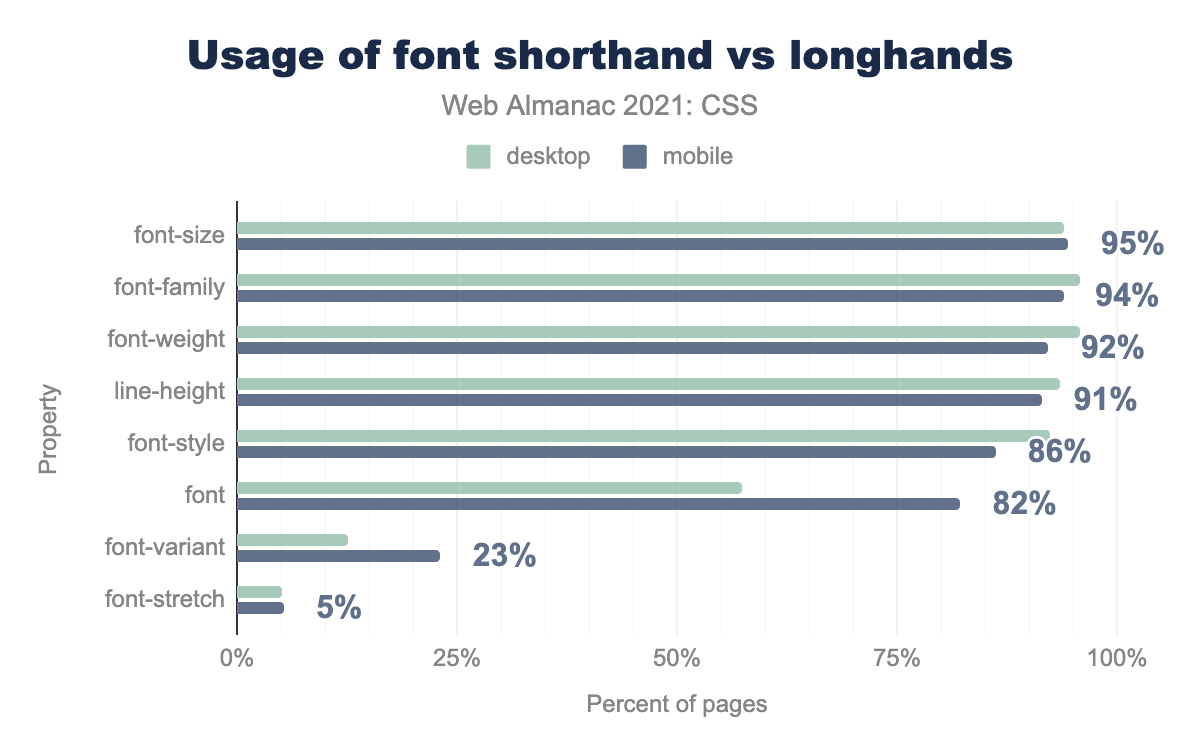 Usage of font shorthand vs longhands
Web Almanac 2021: CSS
desktop mobile
Property
font-size 95%
font-family 94%
font-weight 92%
line-height 91%
font-style 86%
font 82%
font-variant 23%
font-stretch 5%
0% 25% 50% 75% 100%
Percent of pages